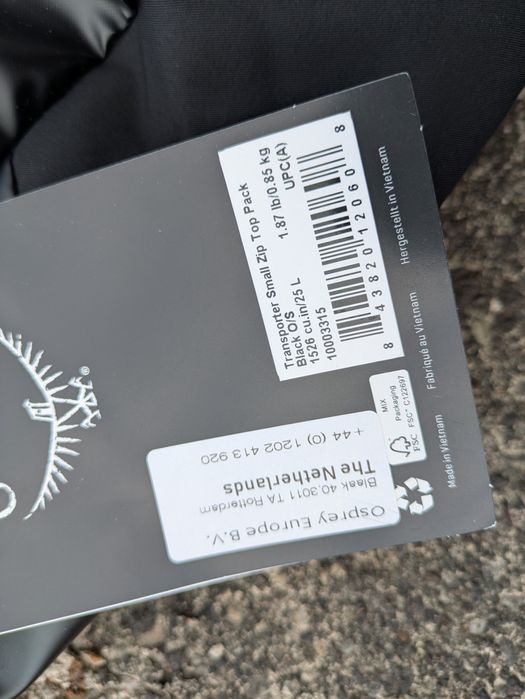 Transporter Small Zip Top Pack
Black O/S
1526 cu.in/25 L
1.87 lb/0.85 kg
10003315
UPC(A)
8 43820 12060 8
Hergestellt in Vietnam
Fabriqué au Vietnam
Made in Vietnam
MIX
Packaging
FSC™ C122697
FSC
Osprey Europe B.V.
Blaak 40,3011 TA Rotterdam
The Netherlands
+44 (0) 1202 413 920
®